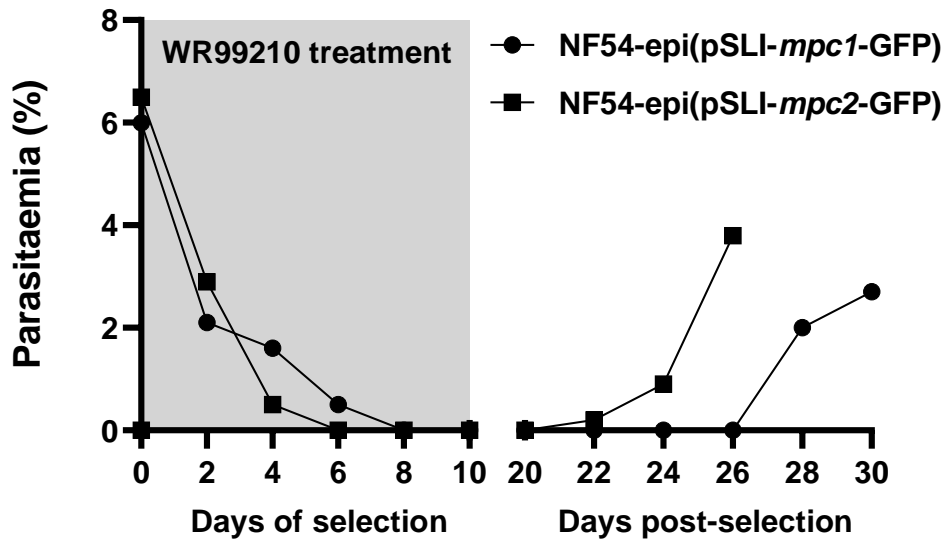 WR99210 treatment
NF54-epi(pSLI-mpc1-GFP)
NF54-epi(pSLI-mpc2-GFP)
Parasitaemia (%)
8
6
4
2
0
0 2 4 6 8 10
20 22 24 26 28 30
Days of selection
Days post-selection